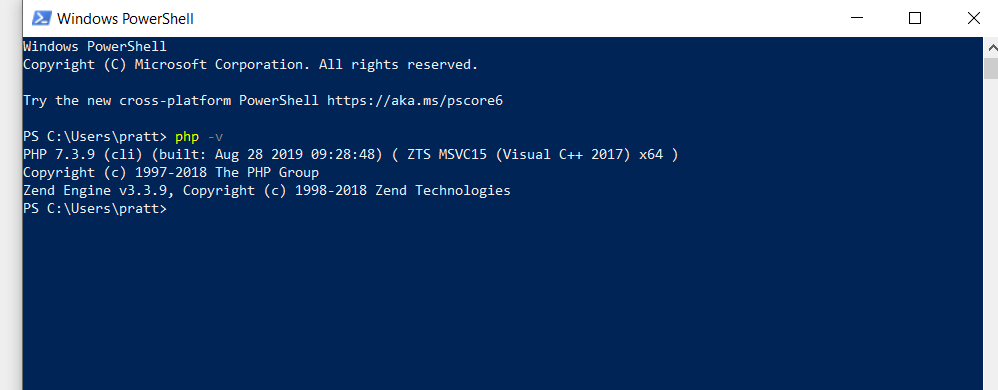 Windows PowerShell
Windows PowerShell
Copyright (C) Microsoft Corporation. All rights reserved.
Try the new cross-platform PowerShell https://aka.ms/pscore6
PS C:\Users\pratt> php -v
PHP 7.3.9 (cli) (built: Aug 28 2019 09:28:48) ( ZTS MSVC15 (Visual C++ 2017) x64 )
Copyright (c) 1997-2018 The PHP Group
Zend Engine v3.3.9, Copyright (c) 1998-2018 Zend Technologies
PS C:\Users\pratt>